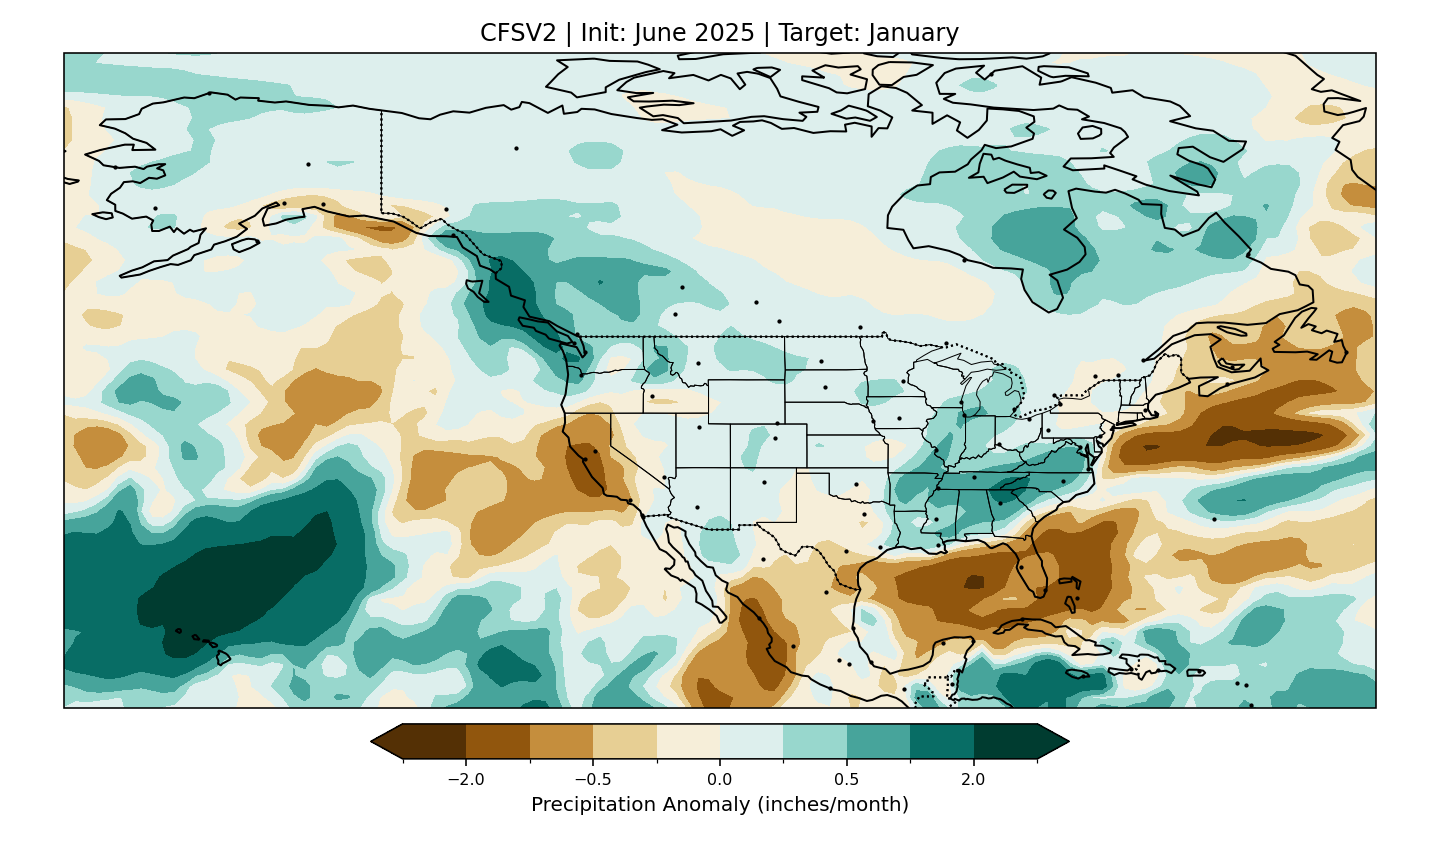 CFSV2 | Init: June 2025 | Target: January
−2.0 −0.5 0.0 0.5 2.0
Precipitation Anomaly (inches/month)